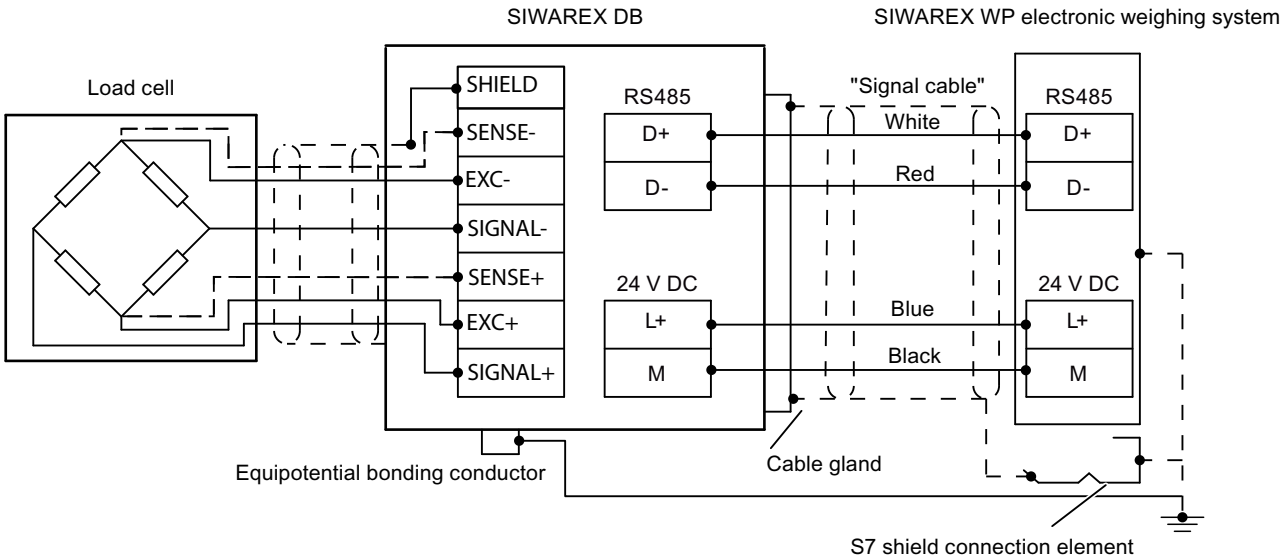 SIWAREX DB
SIWAREX WP electronic weighing system
Load cell
SHIELD
SENSE-
EXC-
SIGNAL-
SENSE+
EXC+
SIGNAL+
RS485
D+
D-
24 V DC
L+
M
"Signal cable"
White
Red
Blue
Black
RS485
D+
D-
24 V DC
L+
M
Equipotential bonding conductor
Cable gland
S7 shield connection element